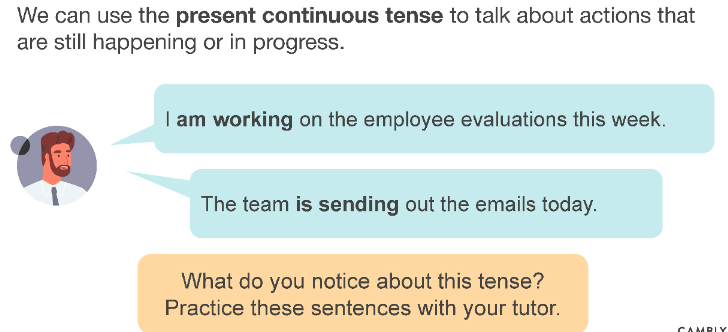 We can use the present continuous tense to talk about actions that
are still happening or in progress.
I am working on the employee evaluations this week.
The team is sending out the emails today.
What do you notice about this tense?
Practice these sentences with your tutor.
CAMBLY